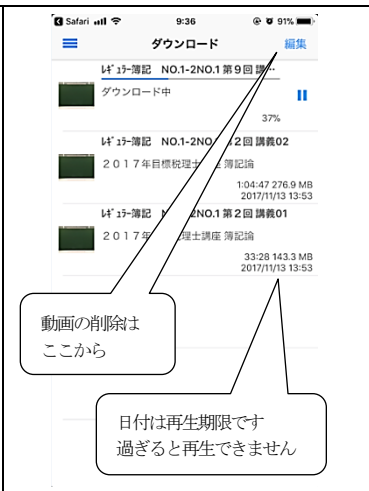 Safari 9:36 91%
ダウンロード 編集
ﾚｷﾞｭﾗｰ簿記 NO.1-2NO.1 第9回 講…
ダウンロード中
37%
ﾚｷﾞｭﾗｰ簿記 NO.1-2NO. 2回 講義02
２０１７年目標税理士 簿記論
1:04:47 276.9 MB
2017/11/13 13:53
ﾚｷﾞｭﾗｰ簿記 NO.1-2NO.1 第2回 講義01
２０１７年 理士講座 簿記論
33:28 143.3 MB
2017/11/13 13:53
動画の削除は
ここから
日付は再生期限です
過ぎると再生できません